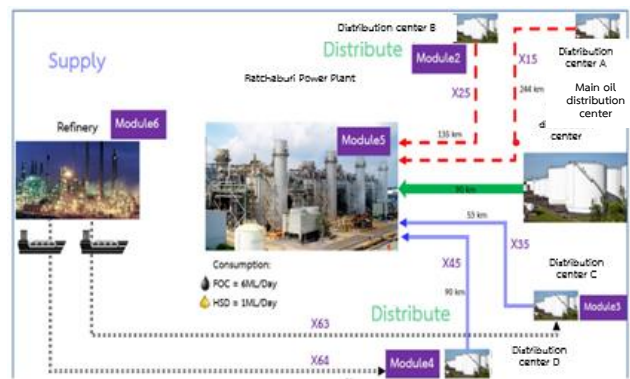 Distribution center B
Distribute
Supply
Module2
X15
Distribution
center A
Ratchaburi Power Plant
X25
244 km
Main oil
distribution
center
Refinery
Module6
Module5
135 km
center
53 km
X35
Consumption:
X45
FOC = 6ML/Day
HSD = 1ML/Day
90 km
Distribution
center C
Distribute
Module3
X63
X64
Module4
Distribution
center D